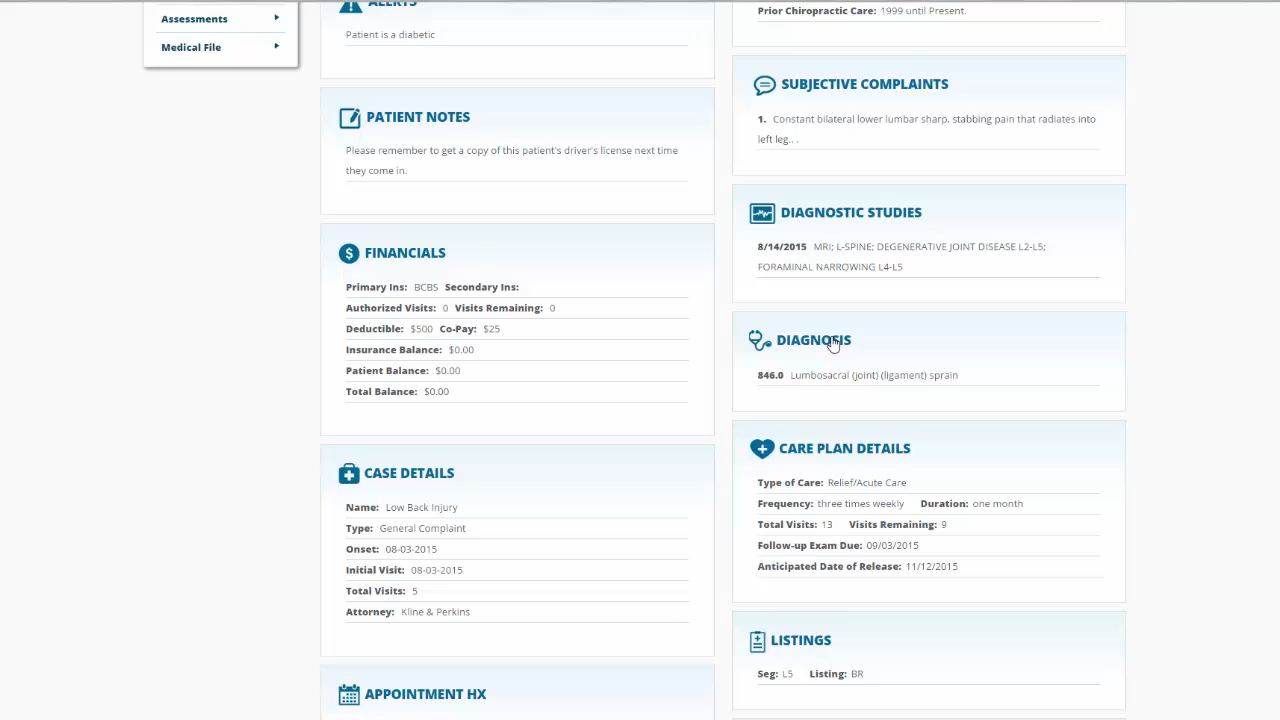 Assessments
Medical File
ALERTS
Patient is a diabetic
PATIENT NOTES
Please remember to get a copy of this patient's driver's license next time
they come in.
FINANCIALS
Primary Ins: BCBS Secondary Ins:
Authorized Visits: 0 Visits Remaining: 0
Deductible: $500 Co-Pay: $25
Insurance Balance: $0.00
Patient Balance: $0.00
Total Balance: $0.00
CASE DETAILS
Name: Low Back Injury
Type: General Complaint
Onset: 08-03-2015
Initial Visit: 08-03-2015
Total Visits: 5
Attorney: Kline & Perkins
APPOINTMENT HX
Prior Chiropractic Care: 1999 until Present.
SUBJECTIVE COMPLAINTS
1. Constant bilateral lower lumbar sharp, stabbing pain that radiates into
left leg.. .
DIAGNOSTIC STUDIES
8/14/2015 MRI; L-SPINE; DEGENERATIVE JOINT DISEASE L2-L5;
FORAMINAL NARROWING L4-L5
DIAGNOSIS
846.0 Lumbosacral (joint) (ligament) sprain
CARE PLAN DETAILS
Type of Care: Relief/Acute Care
Frequency: three times weekly Duration: one month
Total Visits: 13 Visits Remaining: 9
Follow-up Exam Due: 09/03/2015
Anticipated Date of Release: 11/12/2015
LISTINGS
Seg: L5 Listing: BR